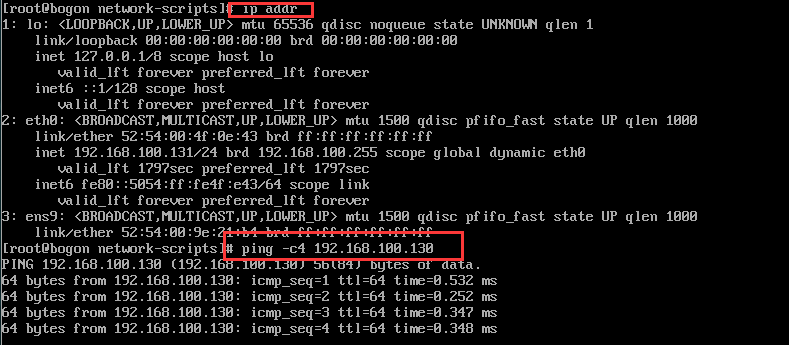 [root@bogon network-scripts]# ip addr
1: lo: <LOOPBACK,UP,LOWER_UP> mtu 65536 qdisc noqueue state UNKNOWN qlen 1
link/loopback 00:00:00:00:00:00 brd 00:00:00:00:00:00
inet 127.0.0.1/8 scope host lo
valid_lft forever preferred_lft forever
inet6 ::1/128 scope host
valid_lft forever preferred_lft forever
2: eth0: <BROADCAST,MULTICAST,UP,LOWER_UP> mtu 1500 qdisc pfifo_fast state UP qlen 1000
link/ether 52:54:00:4f:0e:43 brd ff:ff:ff:ff:ff:ff
inet 192.168.100.131/24 brd 192.168.100.255 scope global dynamic eth0
valid_lft 1797sec preferred_lft 1797sec
inet6 fe80::5054:ff:fe4f:e43/64 scope link
valid_lft forever preferred_lft forever
3: ens9: <BROADCAST,MULTICAST,UP,LOWER_UP> mtu 1500 qdisc pfifo_fast state UP qlen 1000
link/ether 52:54:00:9e:21:b4 brd ff:ff:ff:ff:ff:ff
[root@bogon network-scripts]# ping -c4 192.168.100.130
PING 192.168.100.130 (192.168.100.130) 56(84) bytes of data.
64 bytes from 192.168.100.130: icmp_seq=1 ttl=64 time=0.532 ms
64 bytes from 192.168.100.130: icmp_seq=2 ttl=64 time=0.252 ms
64 bytes from 192.168.100.130: icmp_seq=3 ttl=64 time=0.347 ms
64 bytes from 192.168.100.130: icmp_seq=4 ttl=64 time=0.348 ms